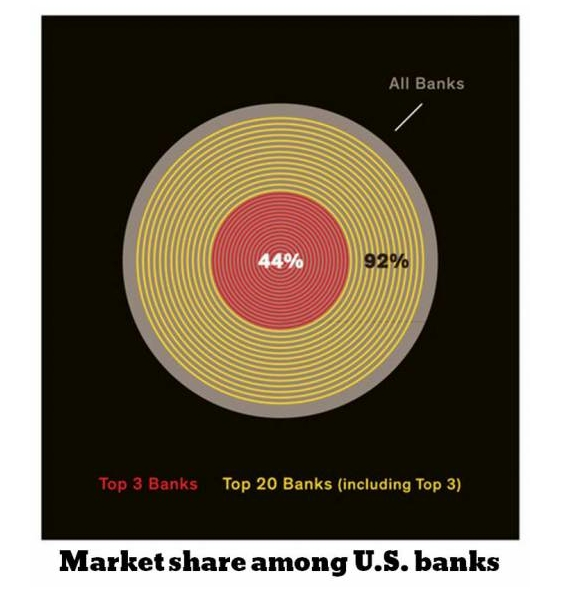 All Banks
44%
92%
Top 3 Banks Top 20 Banks (including Top 3)
Market share among U.S. banks